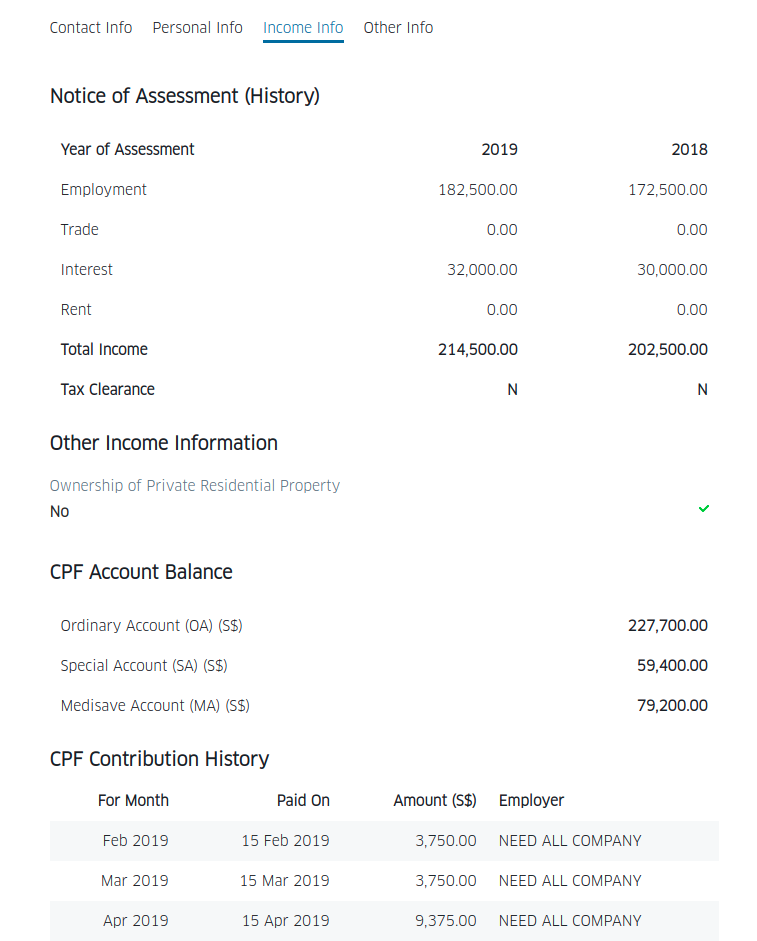 Contact Info Personal Info Income Info Other Info
Notice of Assessment (History)
Year of Assessment 2019 2018
Employment 182,500.00 172,500.00
Trade 0.00 0.00
Interest 32,000.00 30,000.00
Rent 0.00 0.00
Total Income 214,500.00 202,500.00
Tax Clearance N N
Other Income Information
Ownership of Private Residential Property
No
CPF Account Balance
Ordinary Account (OA) (S$) 227,700.00
Special Account (SA) (S$) 59,400.00
Medisave Account (MA) (S$) 79,200.00
CPF Contribution History
For Month Paid On Amount (S$) Employer
Feb 2019 15 Feb 2019 3,750.00 NEED ALL COMPANY
Mar 2019 15 Mar 2019 3,750.00 NEED ALL COMPANY
Apr 2019 15 Apr 2019 9,375.00 NEED ALL COMPANY